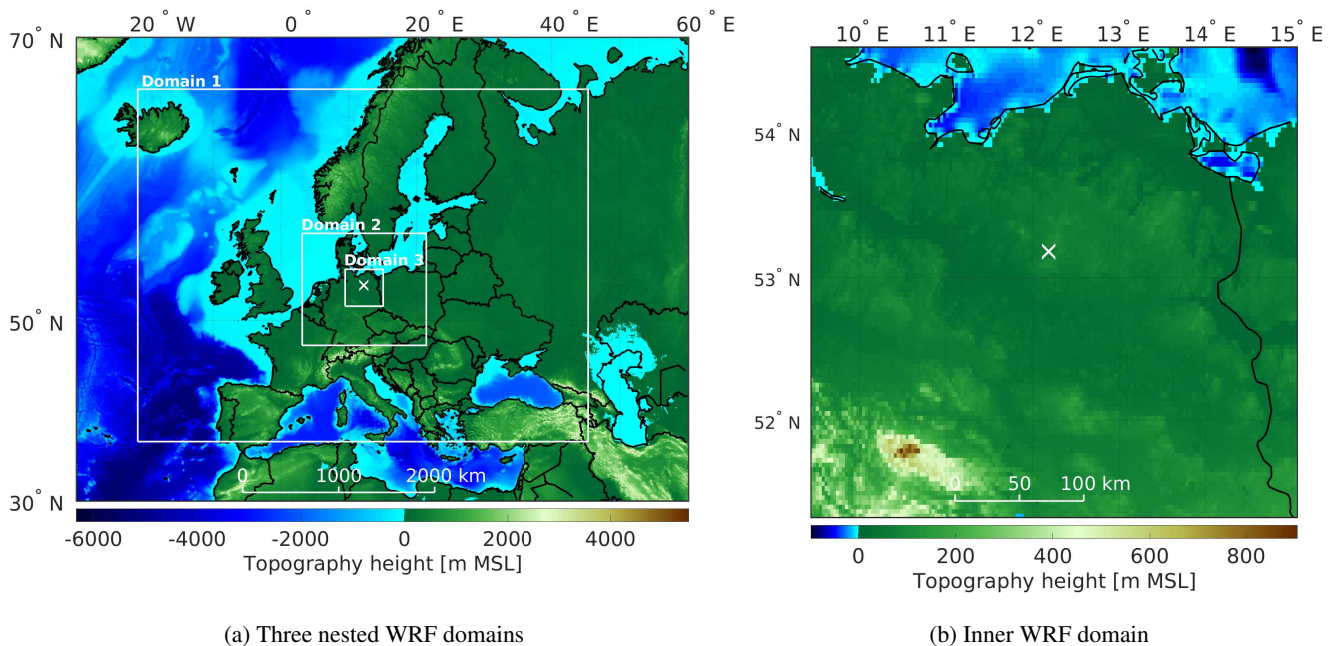 20° W 0° 20° E 40° E 60° E
70° N
Domain 1
Domain 2
Domain 3
50° N
0 1000 2000 km
30° N
-6000 -4000 -2000 0 2000 4000
Topography height [m MSL]
(a) Three nested WRF domains
10° E 11° E 12° E 13° E 14° E 15° E
54° N
53° N
52° N
0 50 100 km
0 200 400 600 800
Topography height [m MSL]
(b) Inner WRF domain